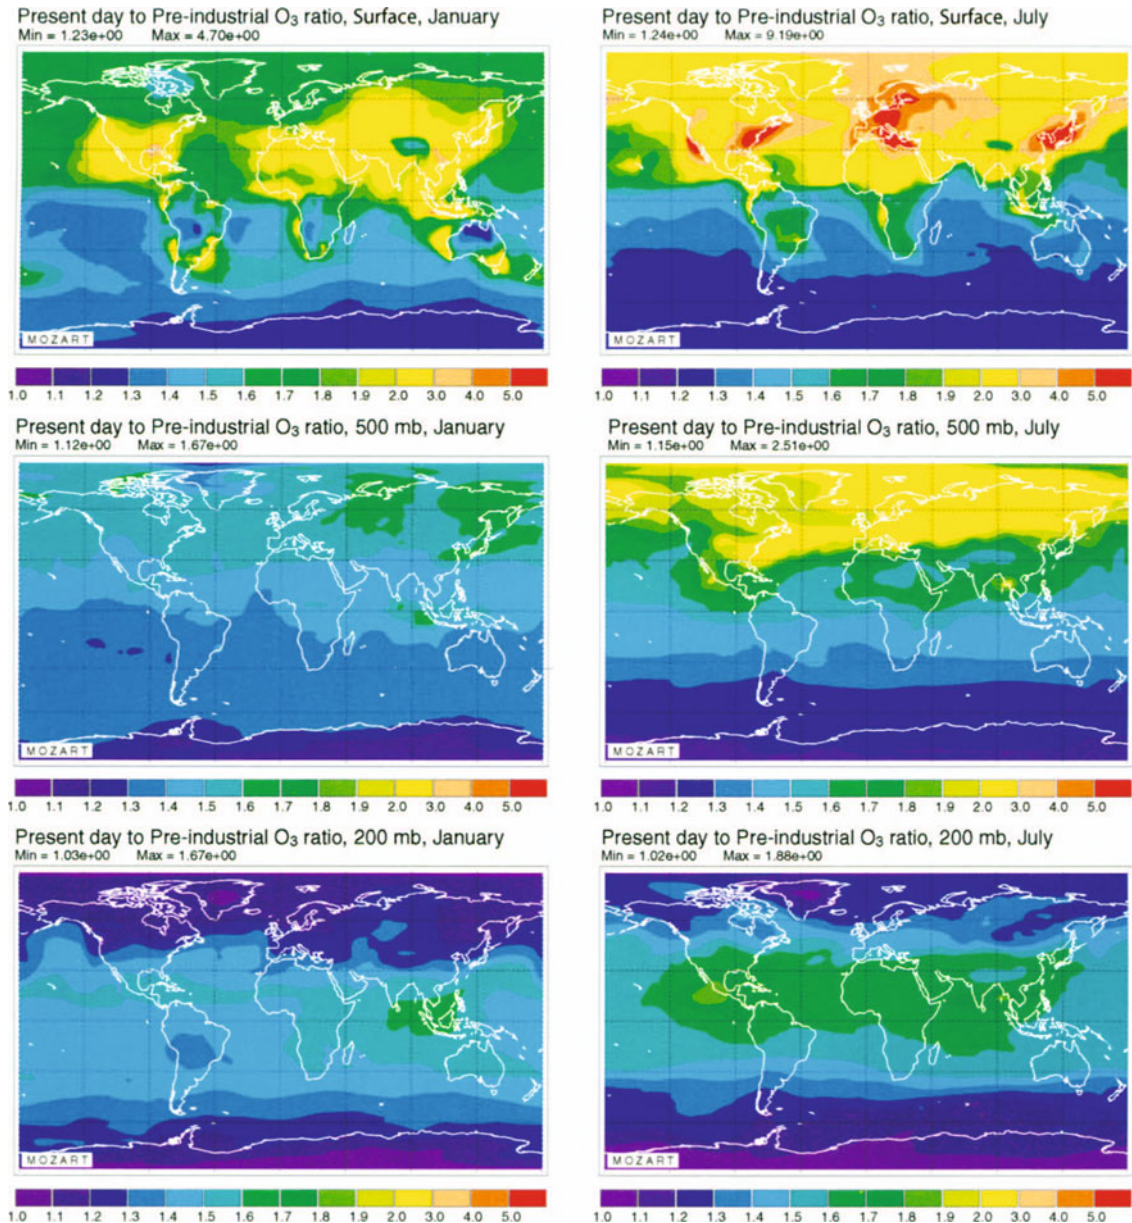 Present day to Pre-industrial O₃ ratio, Surface, January
Min = 1.23e+00 Max = 4.70e+00
MOZART
1.0 1.1 1.2 1.3 1.4 1.5 1.6 1.7 1.8 1.9 2.0 3.0 4.0 5.0
Present day to Pre-industrial O₃ ratio, Surface, July
Min = 1.24e+00 Max = 9.19e+00
MOZART
1.0 1.1 1.2 1.3 1.4 1.5 1.6 1.7 1.8 1.9 2.0 3.0 4.0 5.0
Present day to Pre-industrial O₃ ratio, 500 mb, January
Min = 1.12e+00 Max = 1.67e+00
MOZART
1.0 1.1 1.2 1.3 1.4 1.5 1.6 1.7 1.8 1.9 2.0 3.0 4.0 5.0
Present day to Pre-industrial O₃ ratio, 500 mb, July
Min = 1.15e+00 Max = 2.51e+00
MOZART
1.0 1.1 1.2 1.3 1.4 1.5 1.6 1.7 1.8 1.9 2.0 3.0 4.0 5.0
Present day to Pre-industrial O₃ ratio, 200 mb, January
Min = 1.03e+00 Max = 1.67e+00
MOZART
1.0 1.1 1.2 1.3 1.4 1.5 1.6 1.7 1.8 1.9 2.0 3.0 4.0 5.0
Present day to Pre-industrial O₃ ratio, 200 mb, July
Min = 1.02e+00 Max = 1.88e+00
MOZART
1.0 1.1 1.2 1.3 1.4 1.5 1.6 1.7 1.8 1.9 2.0 3.0 4.0 5.0